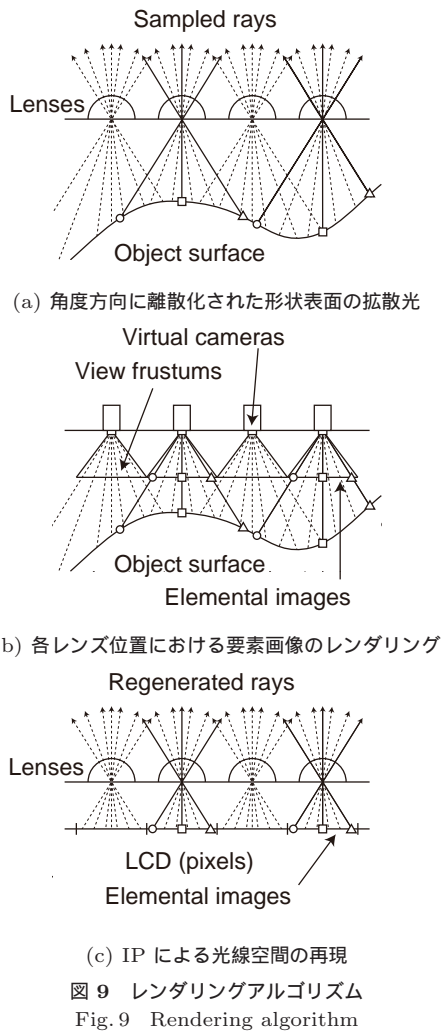 Sampled rays
Lenses
Object surface
(a) 角度方向に離散化された形状表面の拡散光
Virtual cameras
View frustums
Object surface
Elemental images
b) 各レンズ位置における要素画像のレンダリング
Regenerated rays
Lenses
LCD (pixels)
Elemental images
(c) IP による光線空間の再現
図 9 レンダリングアルゴリズム
Fig. 9 Rendering algorithm